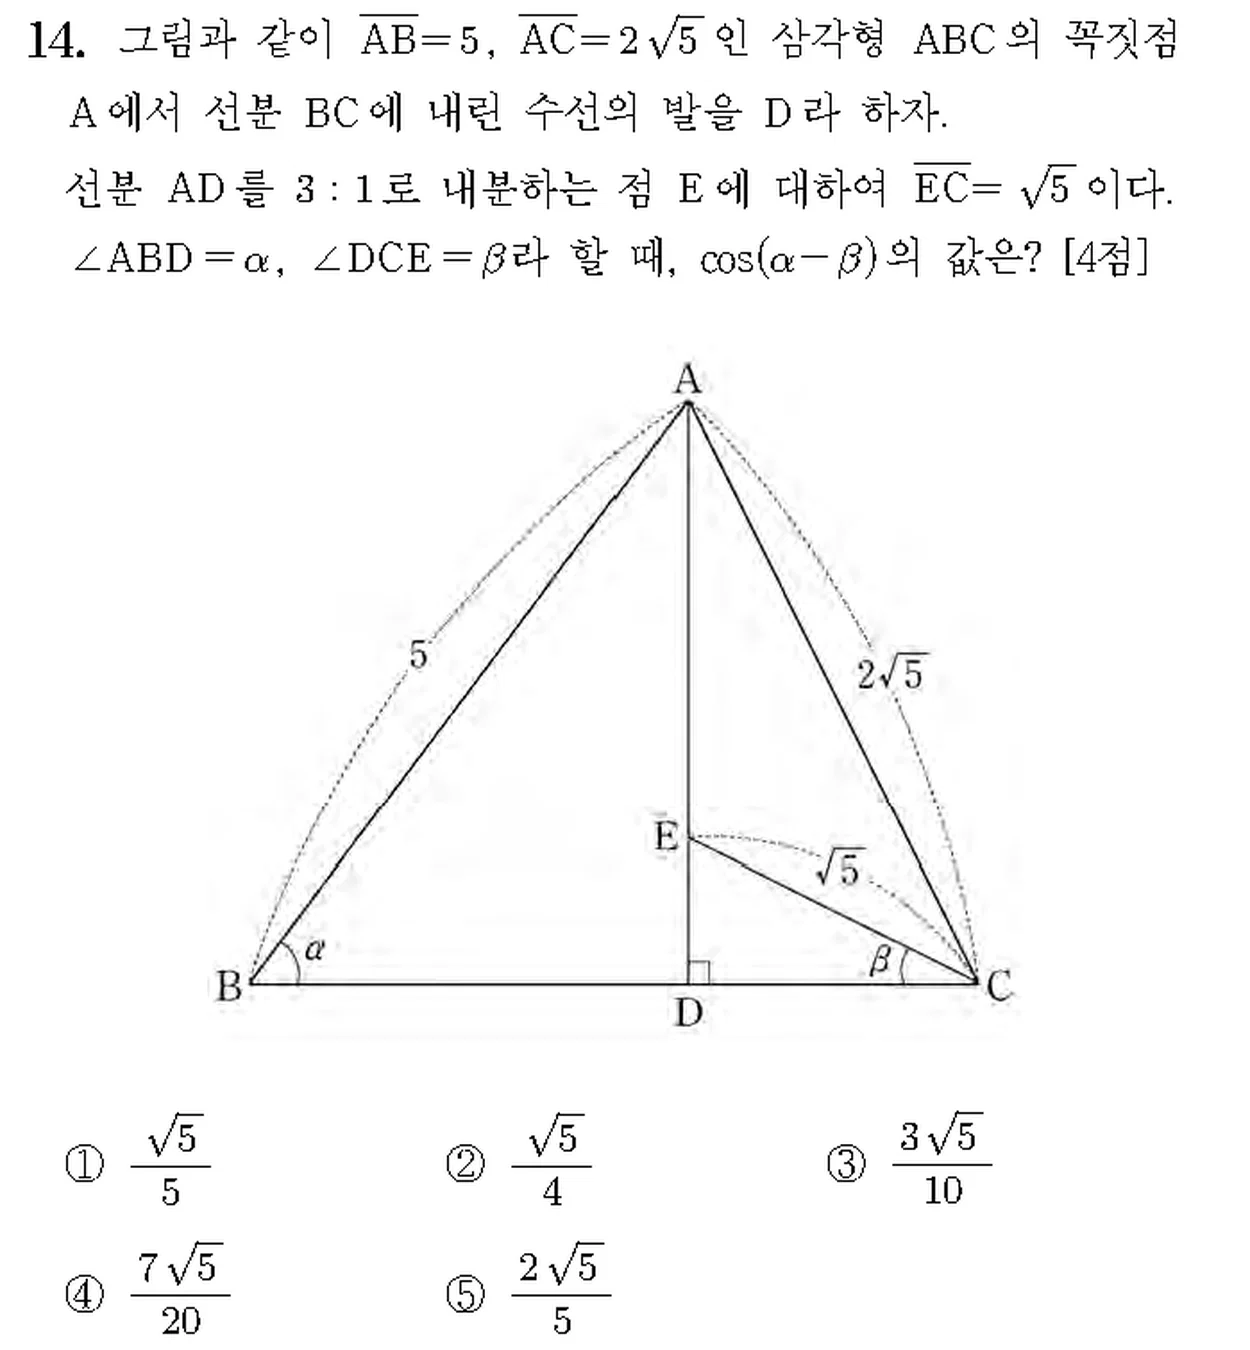 14. 그림과 같이 A̅B̅=5, A̅C̅=2√5 인 삼각형 ABC의 꼭짓점
A에서 선분 BC에 내린 수선의 발을 D라 하자.
선분 AD를 3 : 1로 내분하는 점 E에 대하여 E̅C̅= √5 이다.
∠ABD=α, ∠DCE=β라 할 때, cos(α-β)의 값은? [4점]
A
5
2√5
E
√5
α
β
B
D
C
① √5/5 ② √5/4 ③ 3√5/10
④ 7√5/20 ⑤ 2√5/5